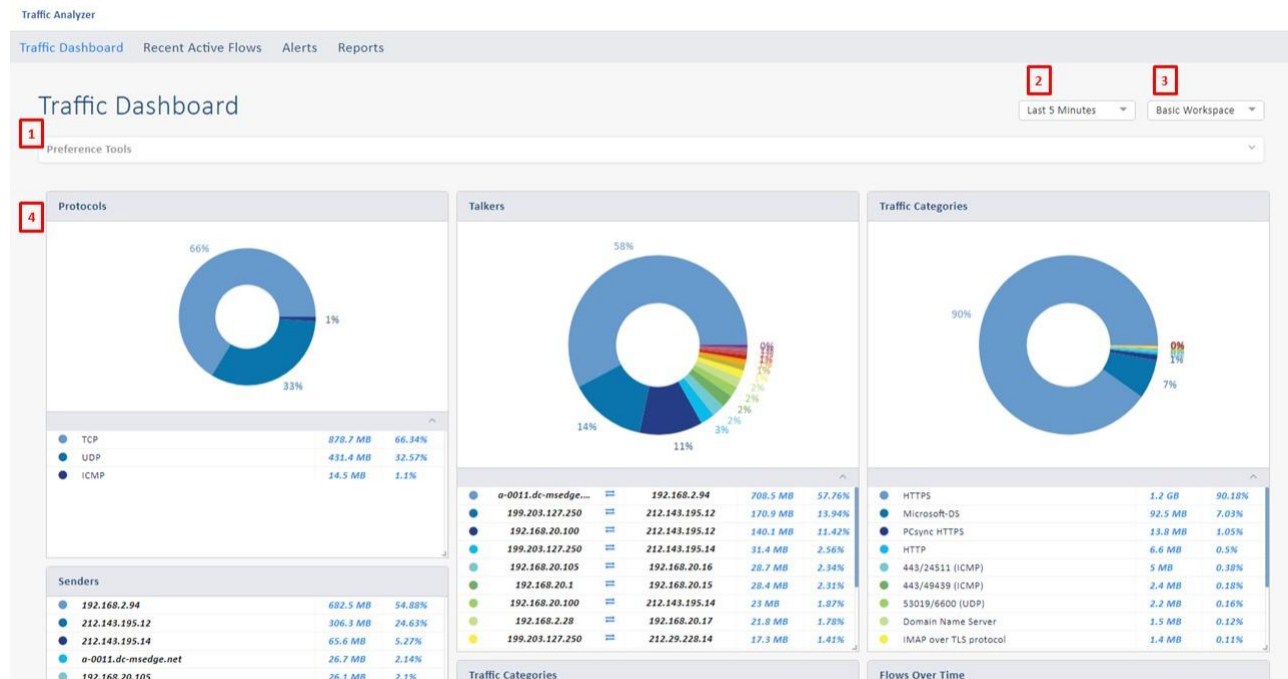 Traffic Analyzer
Traffic Dashboard Recent Active Flows Alerts Reports
2 3
Traffic Dashboard
Last 5 Minutes Basic Workspace
1
Preference Tools
4
Protocols
66%
1%
33%
TCP 878.7 MB 66.34%
UDP 431.4 MB 32.57%
ICMP 14.5 MB 1.1%
Senders
192.168.2.94 682.5 MB 54.88%
212.143.195.12 306.3 MB 24.63%
212.143.195.14 65.6 MB 5.27%
a-0011.dc-msedge.net 26.7 MB 2.14%
192.168.20.105 26.1 MB 2.1%
Talkers
58%
0%
1%
1%
2%
2%
2%
2%
3%
14%
11%
a-0011.dc-msedge.... 192.168.2.94 708.5 MB 57.76%
199.203.127.250 212.143.195.12 170.9 MB 13.94%
192.168.20.100 212.143.195.12 140.1 MB 11.42%
199.203.127.250 212.143.195.14 31.4 MB 2.56%
192.168.20.105 192.168.20.16 28.7 MB 2.34%
192.168.20.1 192.168.20.15 28.4 MB 2.31%
192.168.20.100 212.143.195.14 23 MB 1.87%
192.168.2.28 192.168.20.17 21.8 MB 1.78%
199.203.127.250 212.29.228.14 17.3 MB 1.41%
Traffic Categories
Traffic Categories
90%
0%
1%
7%
HTTPS 1.2 GB 90.18%
Microsoft-DS 92.5 MB 7.03%
PCsync HTTPS 13.8 MB 1.05%
HTTP 6.6 MB 0.5%
443/24511 (ICMP) 5 MB 0.38%
443/49439 (ICMP) 2.4 MB 0.18%
53019/6600 (UDP) 2.2 MB 0.16%
Domain Name Server 1.5 MB 0.12%
IMAP over TLS protocol 1.4 MB 0.11%
Flows Over Time